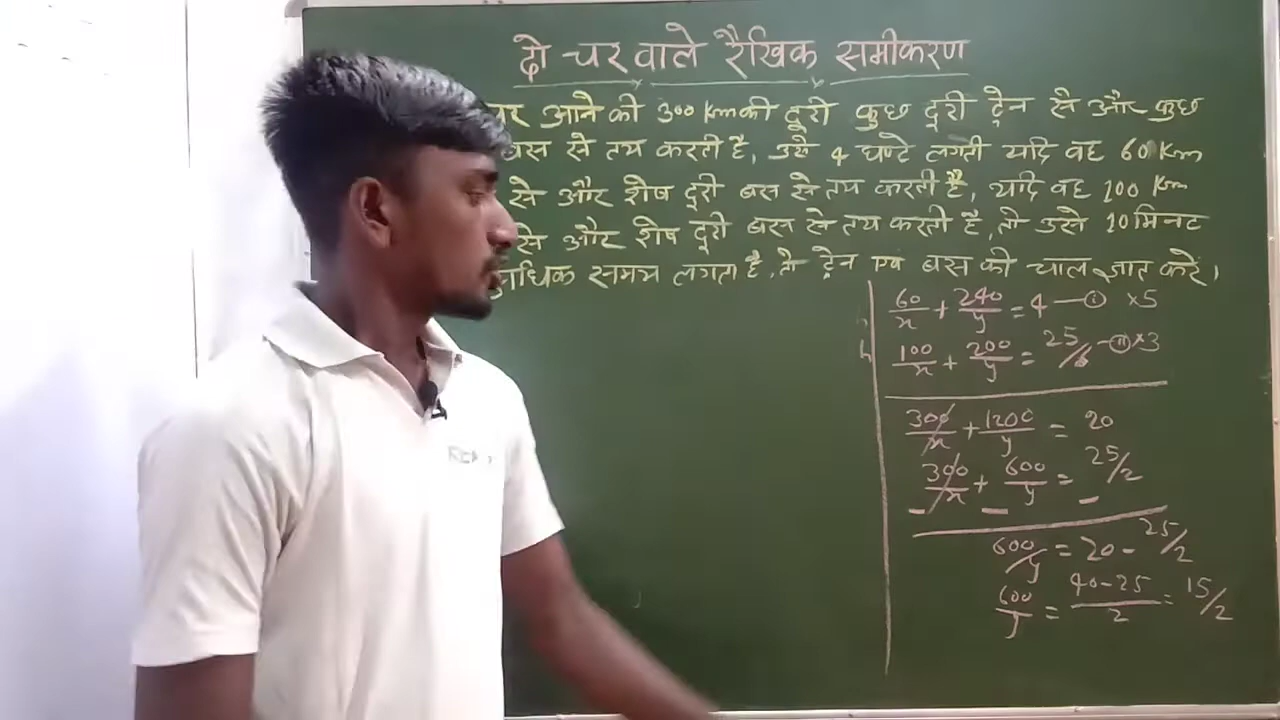 दो चर वाले रैखिक समीकरण
आने की 300 Km की दूरी कुछ दूरी ट्रेन से और कुछ
बस से तय करती है, उसे 4 घण्टे लगती यदि वह 60 Km
से और शेष दूरी बस से तय करती है, यदि वह 100 Km
से और शेष दूरी बस से तय करती है, तो उसे 10 मिनट
अधिक समय लगता है, तो ट्रेन एवं बस की चाल ज्ञात करे।
60/x + 240/y = 4 — (i) ×5
100/x + 200/y = 25/6 — (ii) ×3
300/x + 1200/y = 20
300/x + 600/y = 25/2
– – –
600/y = 20 - 25/2
600/y = 40-25/2 = 15/2